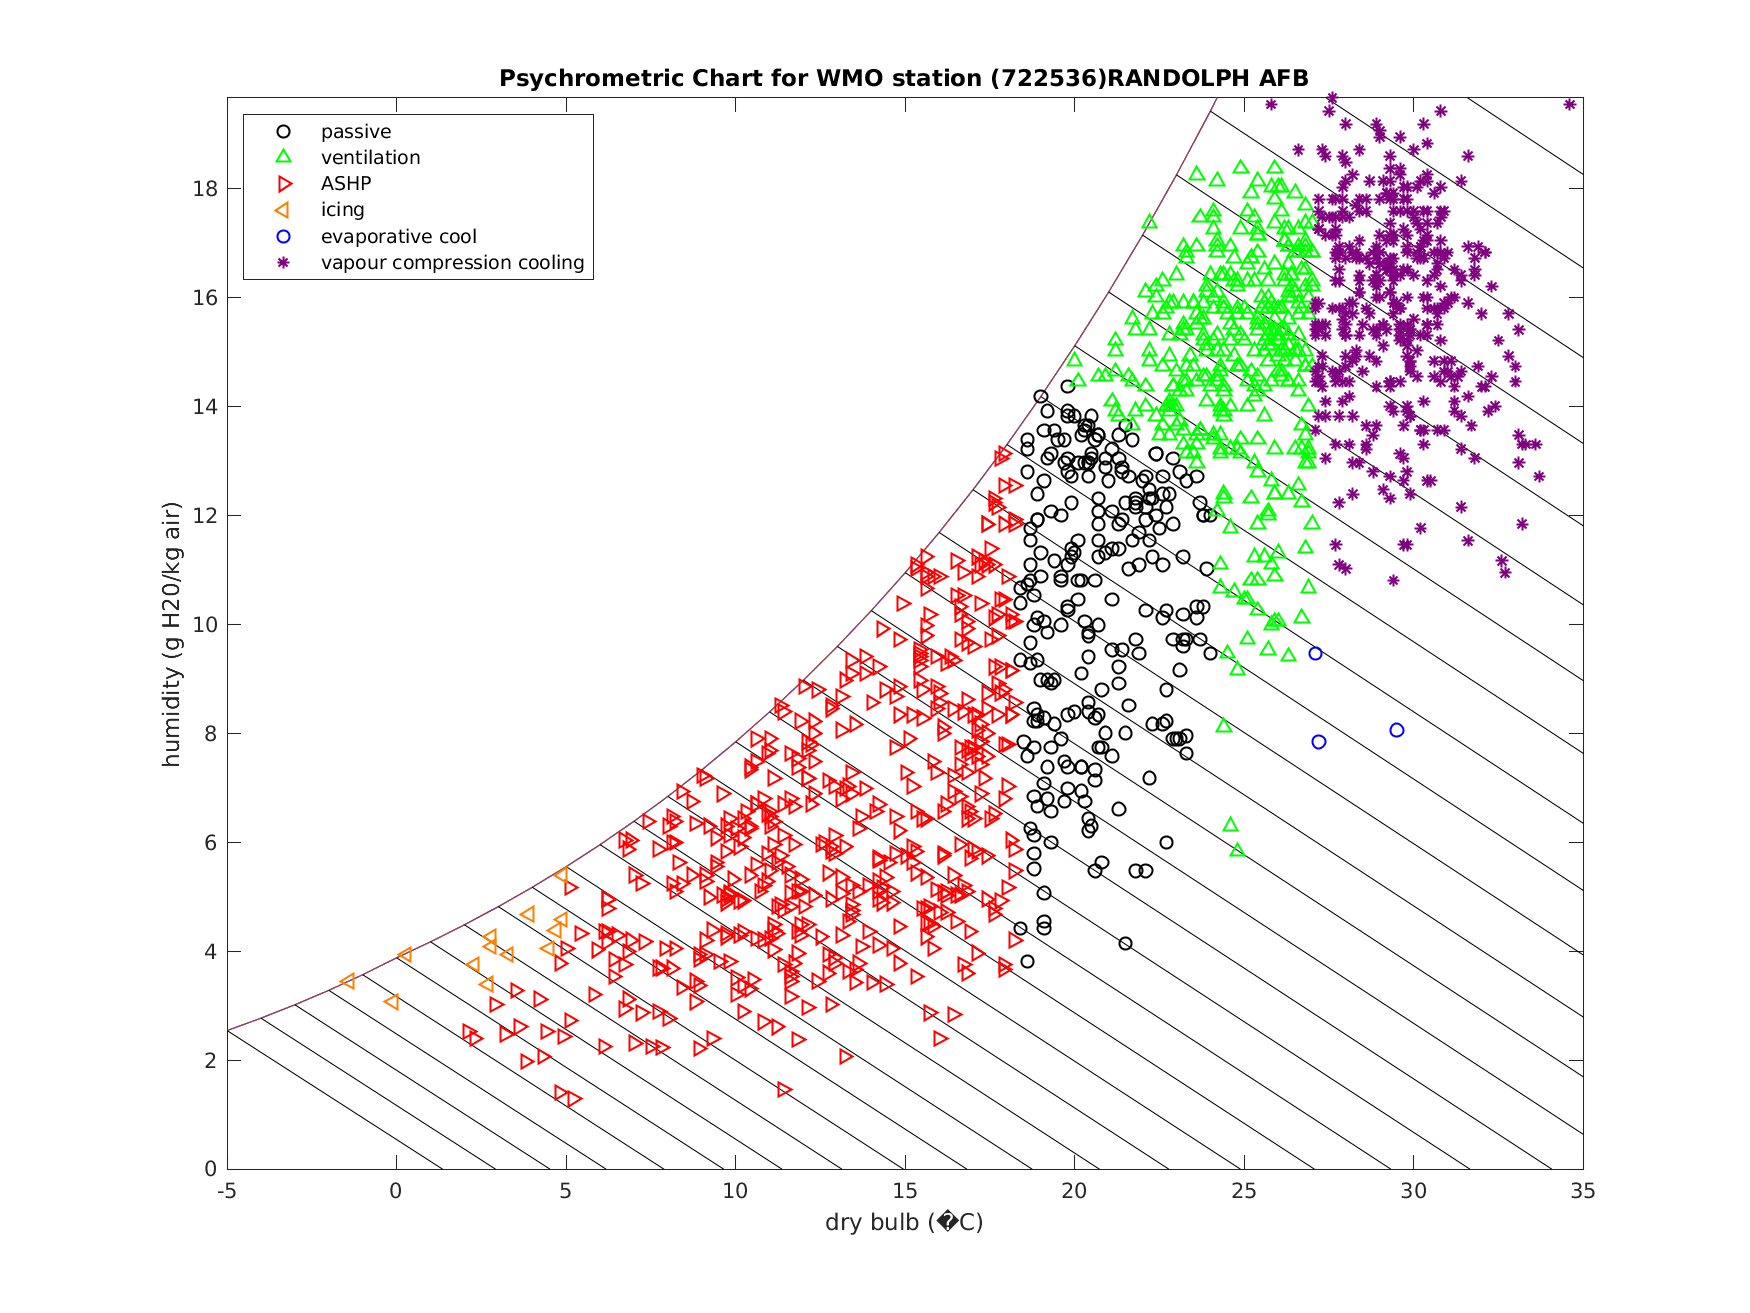 Psychrometric Chart for WMO station (722536)RANDOLPH AFB
passive
ventilation
ASHP
icing
evaporative cool
vapour compression cooling
humidity (g H20/kg air)
18
16
14
12
10
8
6
4
2
0
-5 0 5 10 15 20 25 30 35
dry bulb (�C)